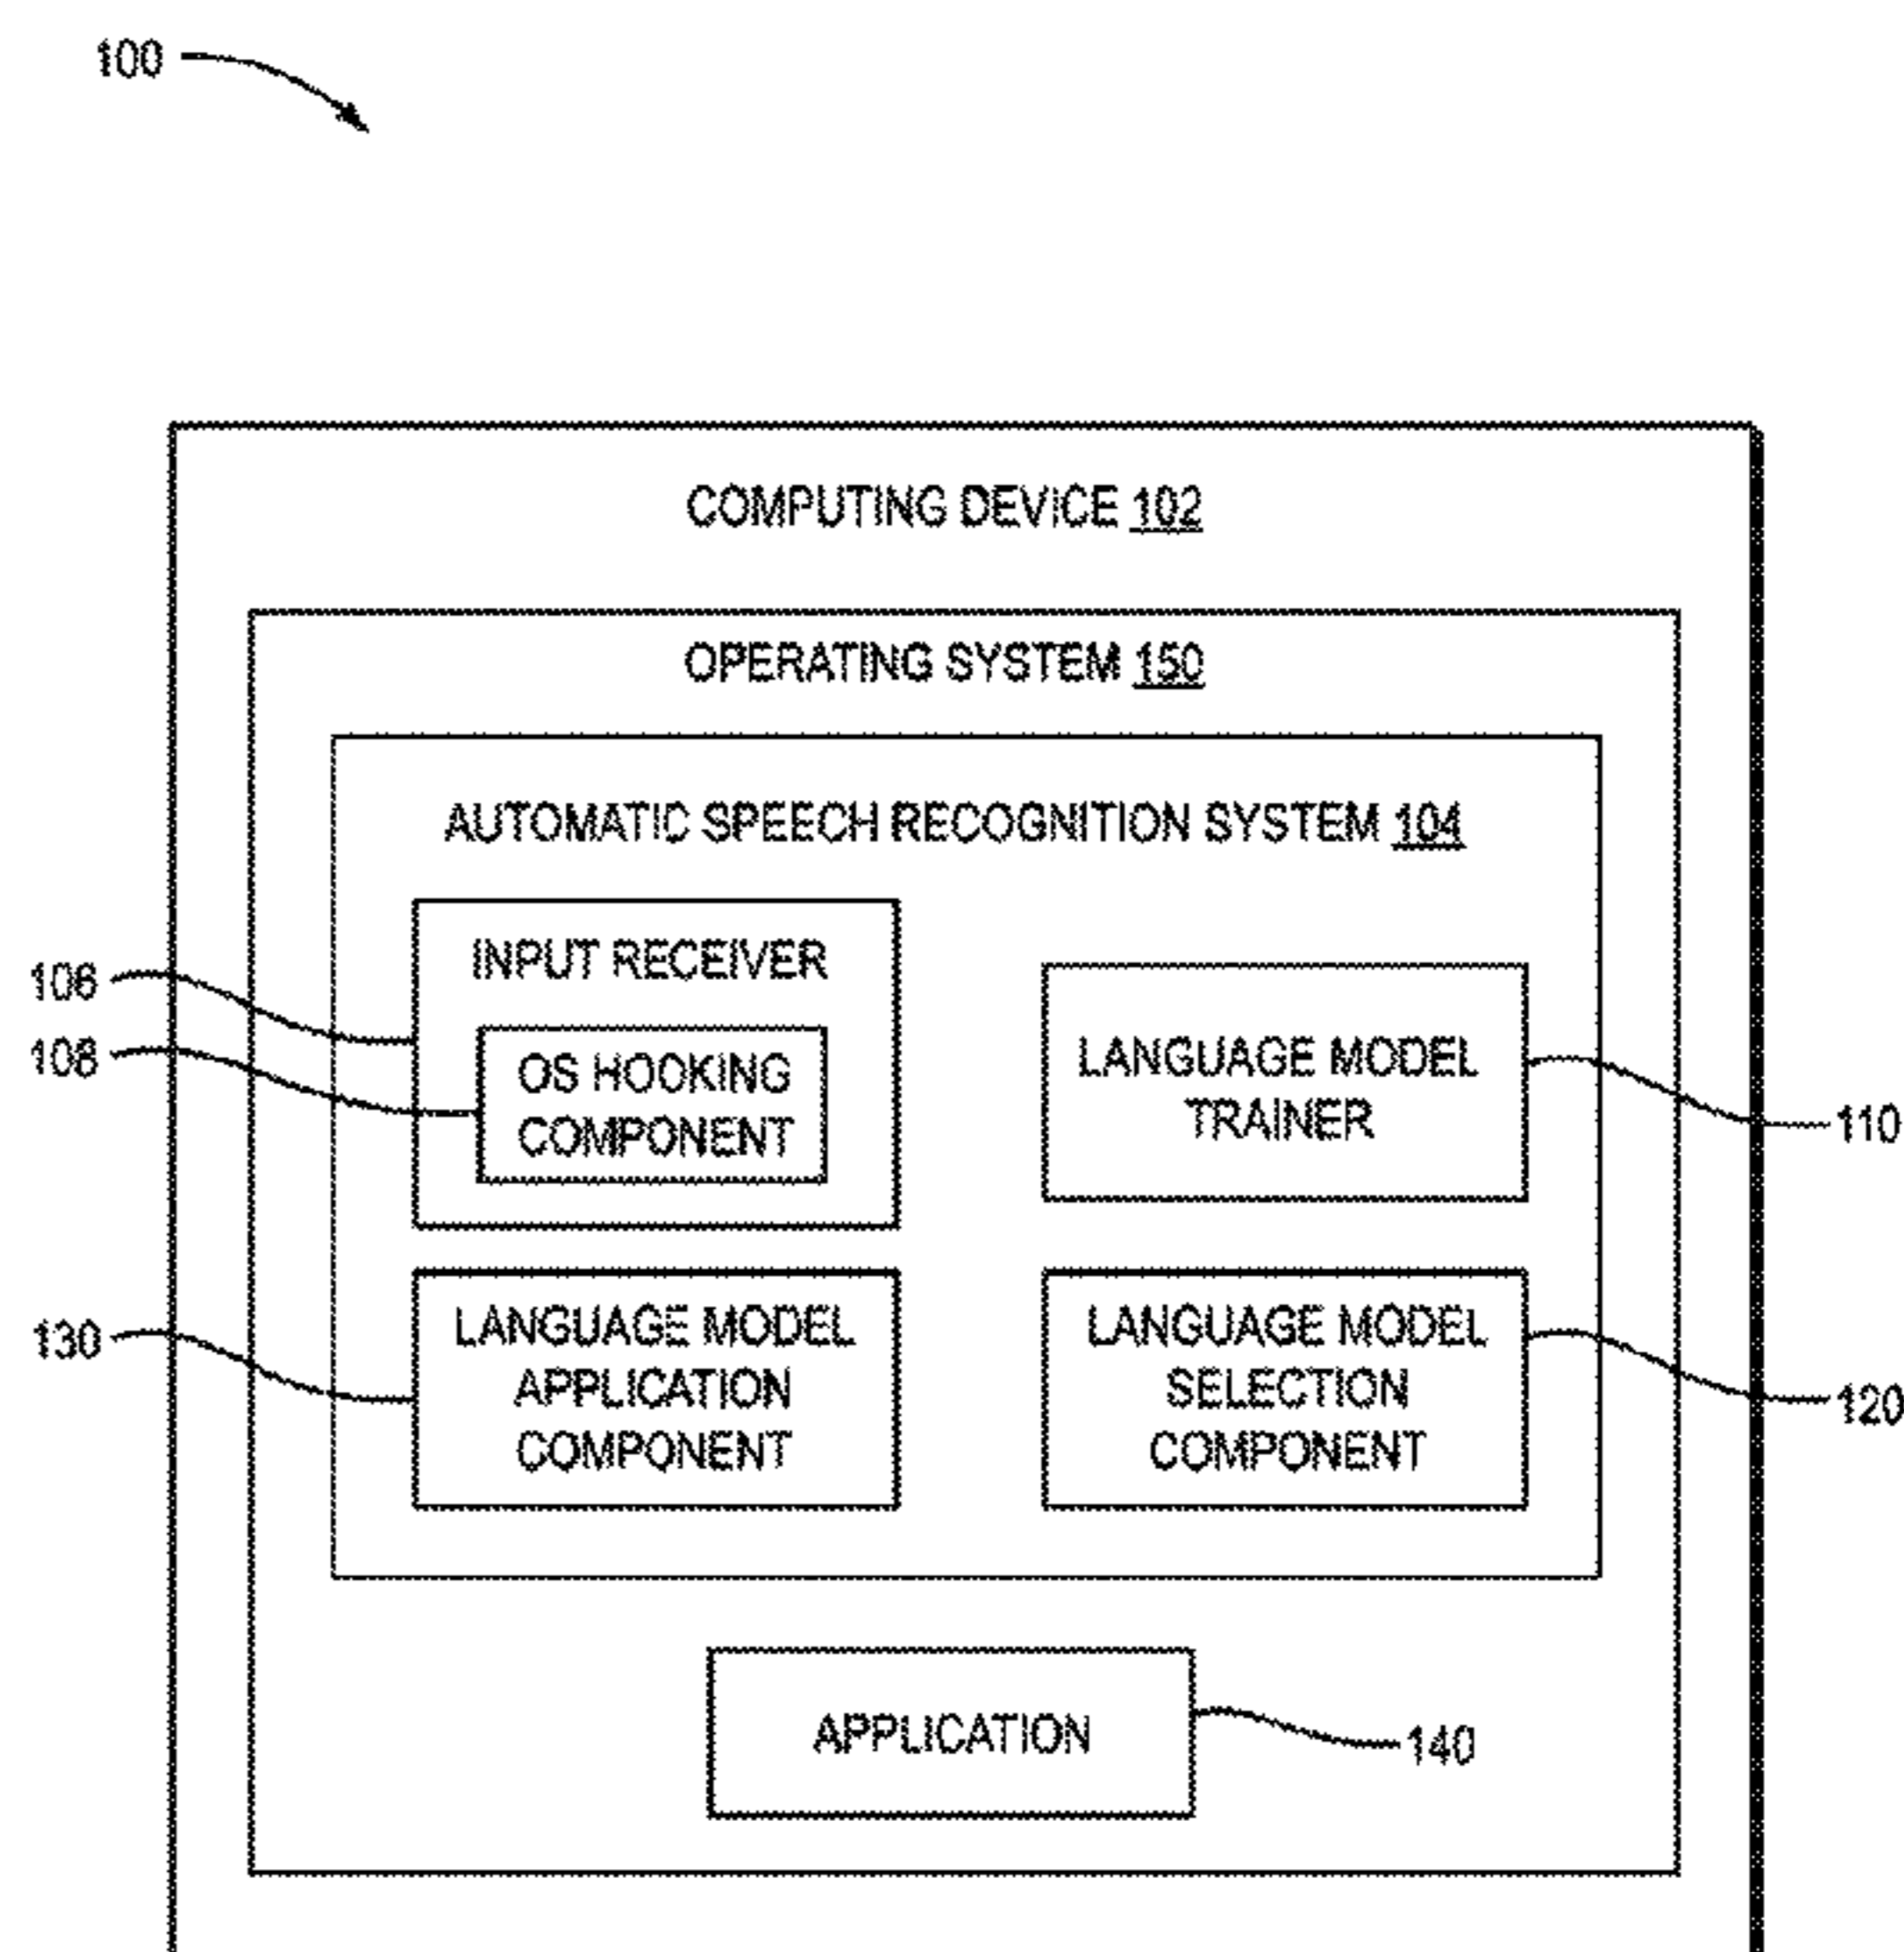 100
COMPUTING DEVICE 102
OPERATING SYSTEM 150
AUTOMATIC SPEECH RECOGNITION SYSTEM 104
106
INPUT RECEIVER
108
OS HOOKING
COMPONENT
LANGUAGE MODEL
TRAINER
110
130
LANGUAGE MODEL
APPLICATION
COMPONENT
LANGUAGE MODEL
SELECTION
COMPONENT
120
APPLICATION
140